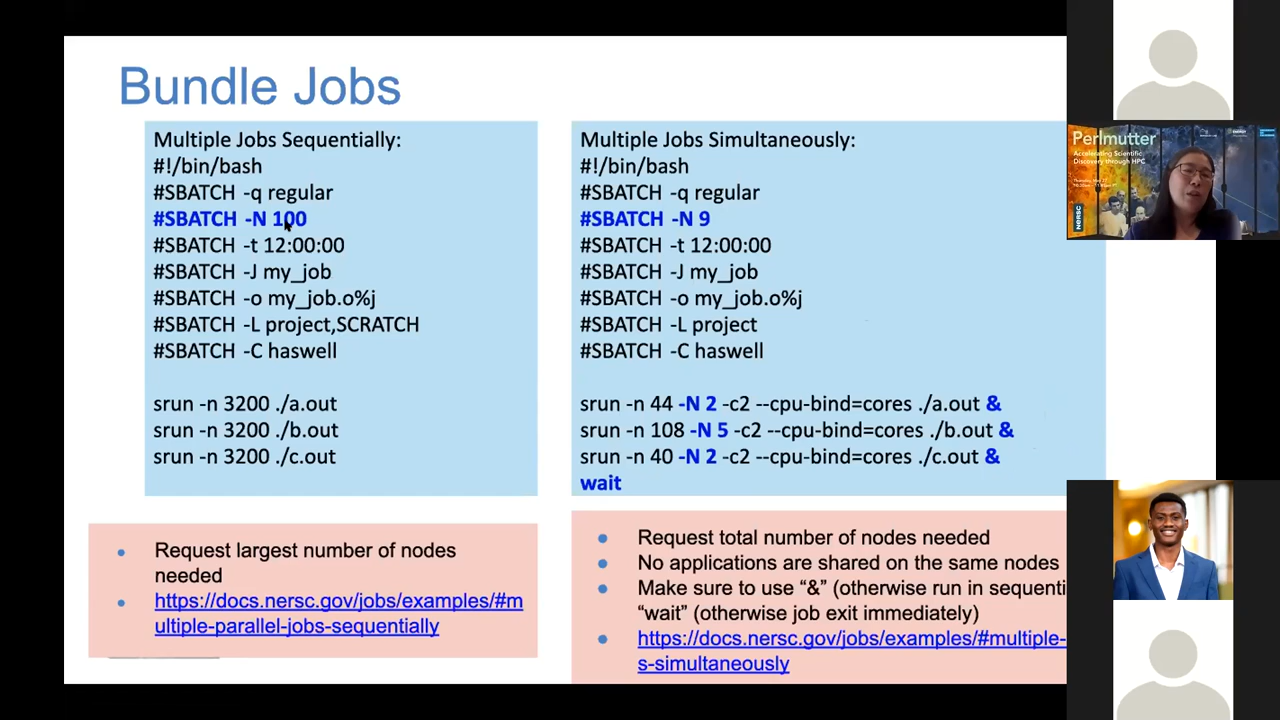 Bundle Jobs
Multiple Jobs Sequentially:
#!/bin/bash
#SBATCH -q regular
#SBATCH -N 100
#SBATCH -t 12:00:00
#SBATCH -J my_job
#SBATCH -o my_job.o%j
#SBATCH -L project,SCRATCH
#SBATCH -C haswell
srun -n 3200 ./a.out
srun -n 3200 ./b.out
srun -n 3200 ./c.out
Request largest number of nodes
needed
https://docs.nersc.gov/jobs/examples/#m
ultiple-parallel-jobs-sequentially
Multiple Jobs Simultaneously:
#!/bin/bash
#SBATCH -q regular
#SBATCH -N 9
#SBATCH -t 12:00:00
#SBATCH -J my_job
#SBATCH -o my_job.o%j
#SBATCH -L project
#SBATCH -C haswell
srun -n 44 -N 2 -c2 --cpu-bind=cores ./a.out &
srun -n 108 -N 5 -c2 --cpu-bind=cores ./b.out &
srun -n 40 -N 2 -c2 --cpu-bind=cores ./c.out &
wait
Request total number of nodes needed
No applications are shared on the same nodes
Make sure to use “&” (otherwise run in sequenti
“wait” (otherwise job exit immediately)
https://docs.nersc.gov/jobs/examples/#multiple-
s-simultaneously
Perlmutter
Accelerating Scientific
Discovery through HPC
NERSC